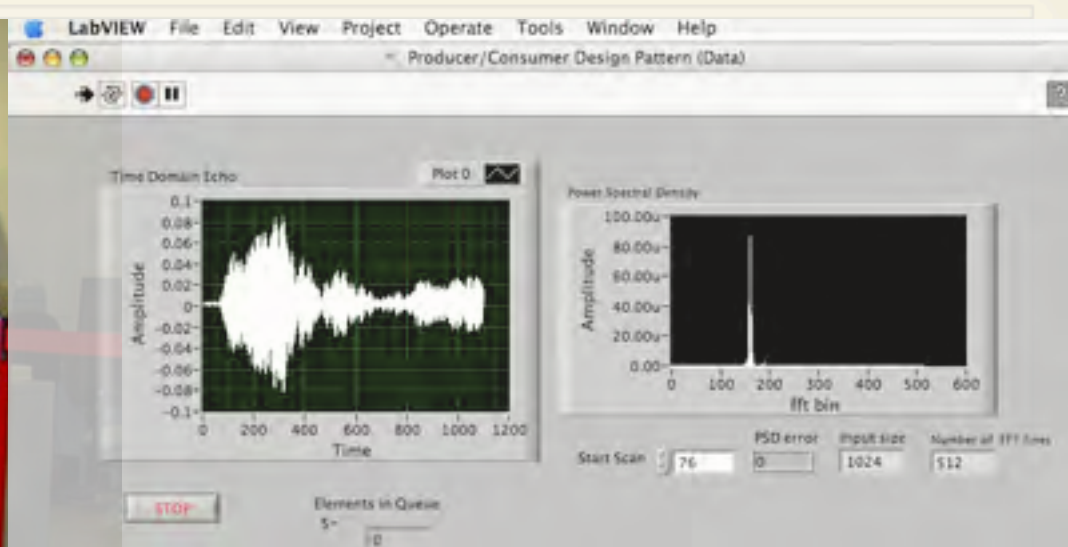 LabVIEW File Edit View Project Operate Tools Window Help
Producer/Consumer Design Pattern (Data)
?
Time Domain Echo
Plot 0
Amplitude
0.1
0.08
0.06
0.04
0.02
0
-0.02
-0.04
-0.06
-0.08
-0.1
0 200 400 600 800 1000 1200
Time
Power Spectral Density
Amplitude
100.00u
80.00u
60.00u
40.00u
20.00u
0.00
0 100 200 300 400 500 600
fft bin
Start Scan 76
PSD error
0
Input size
1024
Number of FFT lines
512
STOP
Elements in Queue
5
0